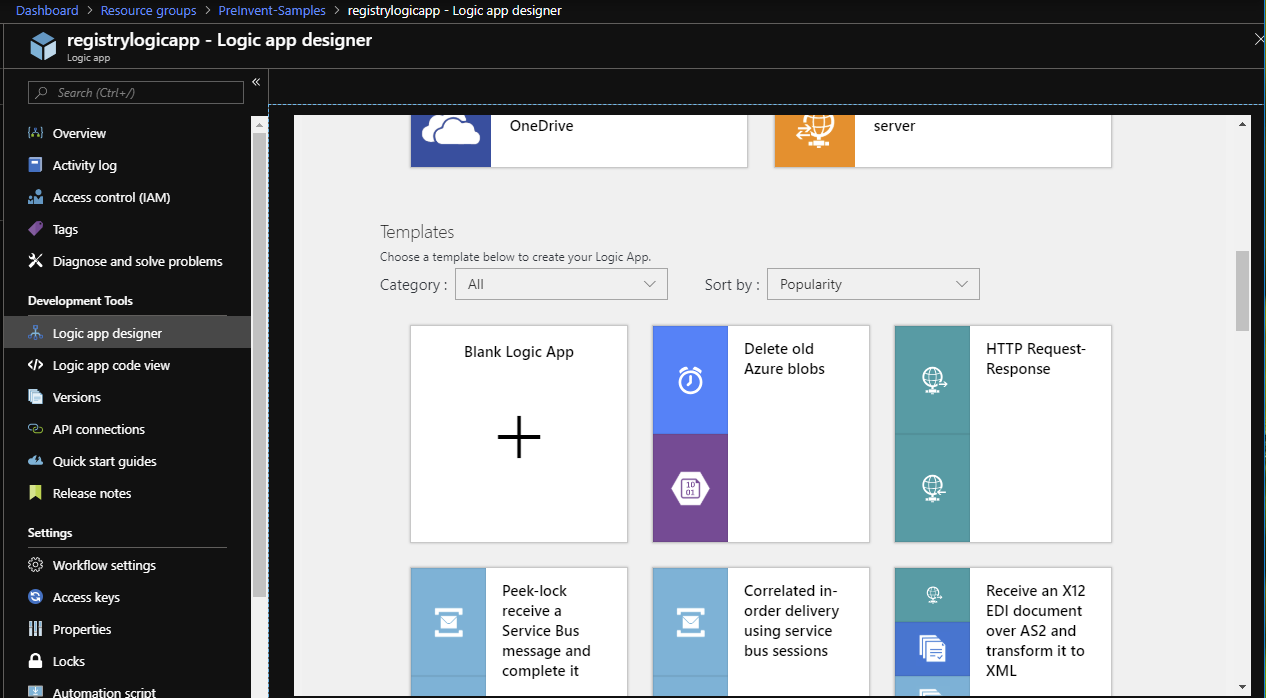 Dashboard > Resource groups > PreInvent-Samples > registrylogicapp - Logic app designer
registrylogicapp - Logic app designer
Logic app
Search (Ctrl+/)
Overview
Activity log
Access control (IAM)
Tags
Diagnose and solve problems
Development Tools
Logic app designer
Logic app code view
Versions
API connections
Quick start guides
Release notes
Settings
Workflow settings
Access keys
Properties
Locks
Automation script
OneDrive
server
Templates
Choose a template below to create your Logic App.
Category : All
Sort by : Popularity
Blank Logic App
Delete old
Azure blobs
10
01
HTTP Request-
Response
Peek-lock
receive a
Service Bus
message and
complete it
Correlated in-
order delivery
using service
bus sessions
Receive an X12
EDI document
over AS2 and
transform it to
XML